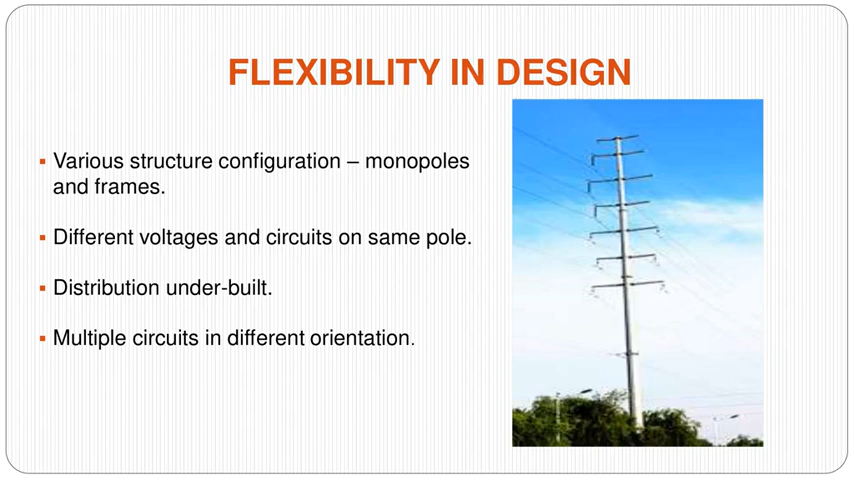 FLEXIBILITY IN DESIGN
▪ Various structure configuration – monopoles
and frames.
▪ Different voltages and circuits on same pole.
▪ Distribution under-built.
▪ Multiple circuits in different orientation.